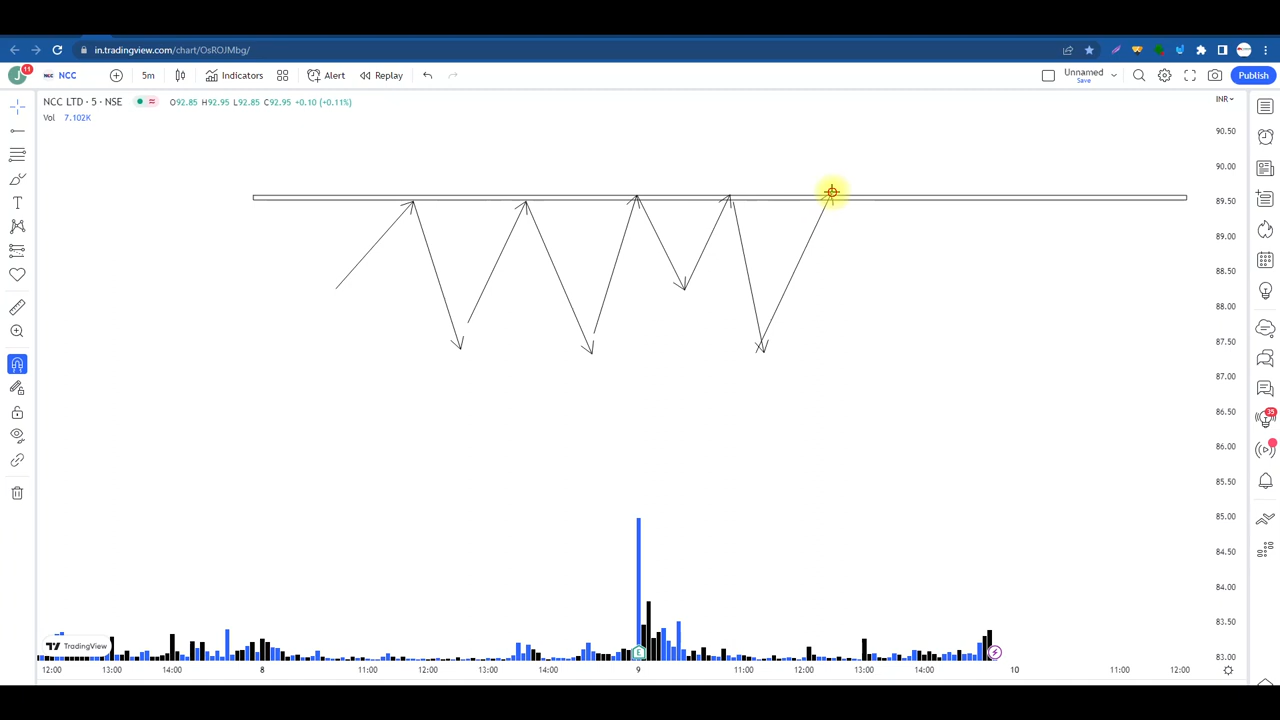 in.tradingview.com/chart/OsROJMbg/
J 11 NCC 5m Indicators Alert Replay Unnamed Save Publish
NCC LTD · 5 · NSE O92.85 H92.95 L92.85 C92.95 +0.10 (+0.11%) INR
Vol 7.102K
90.50
90.00
89.50
89.00
88.50
88.00
87.50
87.00
86.50
86.00
85.50
85.00
84.50
84.00
83.50
83.00
35
E
TradingView
12:00 13:00 14:00 8 11:00 12:00 13:00 14:00 9 11:00 12:00 13:00 14:00 10 11:00 12:00